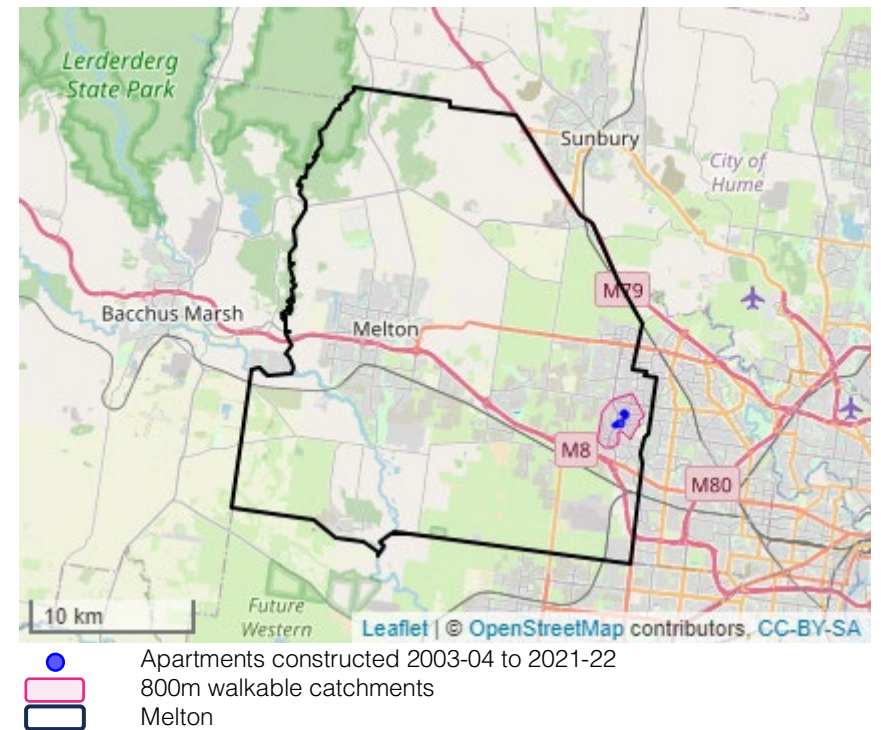 Lerderderg
State Park
Sunbury
City of
Hume
M79
Bacchus Marsh
Melton
M8
M80
10 km
Future
Western
Leaflet | © OpenStreetMap contributors, CC-BY-SA
Apartments constructed 2003-04 to 2021-22
800m walkable catchments
Melton